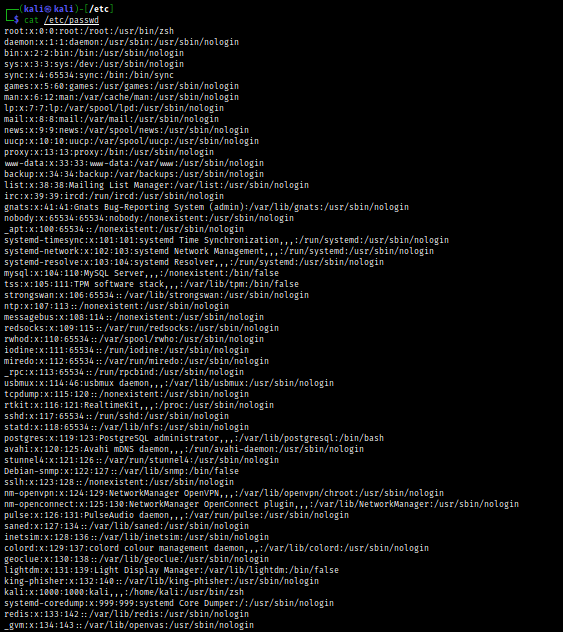 ┌──(kali㉿kali)-[/etc]
└─$ cat /etc/passwd
root:x:0:0:root:/root:/usr/bin/zsh
daemon:x:1:1:daemon:/usr/sbin:/usr/sbin/nologin
bin:x:2:2:bin:/bin:/usr/sbin/nologin
sys:x:3:3:sys:/dev:/usr/sbin/nologin
sync:x:4:65534:sync:/bin:/bin/sync
games:x:5:60:games:/usr/games:/usr/sbin/nologin
man:x:6:12:man:/var/cache/man:/usr/sbin/nologin
lp:x:7:7:lp:/var/spool/lpd:/usr/sbin/nologin
mail:x:8:8:mail:/var/mail:/usr/sbin/nologin
news:x:9:9:news:/var/spool/news:/usr/sbin/nologin
uucp:x:10:10:uucp:/var/spool/uucp:/usr/sbin/nologin
proxy:x:13:13:proxy:/bin:/usr/sbin/nologin
www-data:x:33:33:www-data:/var/www:/usr/sbin/nologin
backup:x:34:34:backup:/var/backups:/usr/sbin/nologin
list:x:38:38:Mailing List Manager:/var/list:/usr/sbin/nologin
irc:x:39:39:ircd:/run/ircd:/usr/sbin/nologin
gnats:x:41:41:Gnats Bug-Reporting System (admin):/var/lib/gnats:/usr/sbin/nologin
nobody:x:65534:65534:nobody:/nonexistent:/usr/sbin/nologin
_apt:x:100:65534::/nonexistent:/usr/sbin/nologin
systemd-timesync:x:101:101:systemd Time Synchronization,,,:/run/systemd:/usr/sbin/nologin
systemd-network:x:102:103:systemd Network Management,,,:/run/systemd:/usr/sbin/nologin
systemd-resolve:x:103:104:systemd Resolver,,,:/run/systemd:/usr/sbin/nologin
mysql:x:104:110:MySQL Server,,,:/nonexistent:/bin/false
tss:x:105:111:TPM software stack,,,:/var/lib/tpm:/bin/false
strongswan:x:106:65534::/var/lib/strongswan:/usr/sbin/nologin
ntp:x:107:113::/nonexistent:/usr/sbin/nologin
messagebus:x:108:114::/nonexistent:/usr/sbin/nologin
redsocks:x:109:115::/var/run/redsocks:/usr/sbin/nologin
rwhod:x:110:65534::/var/spool/rwho:/usr/sbin/nologin
iodine:x:111:65534::/run/iodine:/usr/sbin/nologin
miredo:x:112:65534::/var/run/miredo:/usr/sbin/nologin
_rpc:x:113:65534::/run/rpcbind:/usr/sbin/nologin
usbmux:x:114:46:usbmux daemon,,,:/var/lib/usbmux:/usr/sbin/nologin
tcpdump:x:115:120::/nonexistent:/usr/sbin/nologin
rtkit:x:116:121:RealtimeKit,,,:/proc:/usr/sbin/nologin
sshd:x:117:65534::/run/sshd:/usr/sbin/nologin
statd:x:118:65534::/var/lib/nfs:/usr/sbin/nologin
postgres:x:119:123:PostgreSQL administrator,,,:/var/lib/postgresql:/bin/bash
avahi:x:120:125:Avahi mDNS daemon,,,:/run/avahi-daemon:/usr/sbin/nologin
stunnel4:x:121:126::/var/run/stunnel4:/usr/sbin/nologin
Debian-snmp:x:122:127::/var/lib/snmp:/bin/false
sslh:x:123:128::/nonexistent:/usr/sbin/nologin
nm-openvpn:x:124:129:NetworkManager OpenVPN,,,:/var/lib/openvpn/chroot:/usr/sbin/nologin
nm-openconnect:x:125:130:NetworkManager OpenConnect plugin,,,:/var/lib/NetworkManager:/usr/sbin/nologin
pulse:x:126:131:PulseAudio daemon,,,:/var/run/pulse:/usr/sbin/nologin
saned:x:127:134::/var/lib/saned:/usr/sbin/nologin
inetsim:x:128:136::/var/lib/inetsim:/usr/sbin/nologin
colord:x:129:137:colord colour management daemon,,,:/var/lib/colord:/usr/sbin/nologin
geoclue:x:130:138::/var/lib/geoclue:/usr/sbin/nologin
lightdm:x:131:139:Light Display Manager:/var/lib/lightdm:/bin/false
king-phisher:x:132:140::/var/lib/king-phisher:/usr/sbin/nologin
kali:x:1000:1000:kali,,,:/home/kali:/usr/bin/zsh
systemd-coredump:x:999:999:systemd Core Dumper:/:/usr/sbin/nologin
redis:x:133:142::/var/lib/redis:/usr/sbin/nologin
_gvm:x:134:143::/var/lib/openvas:/usr/sbin/nologin